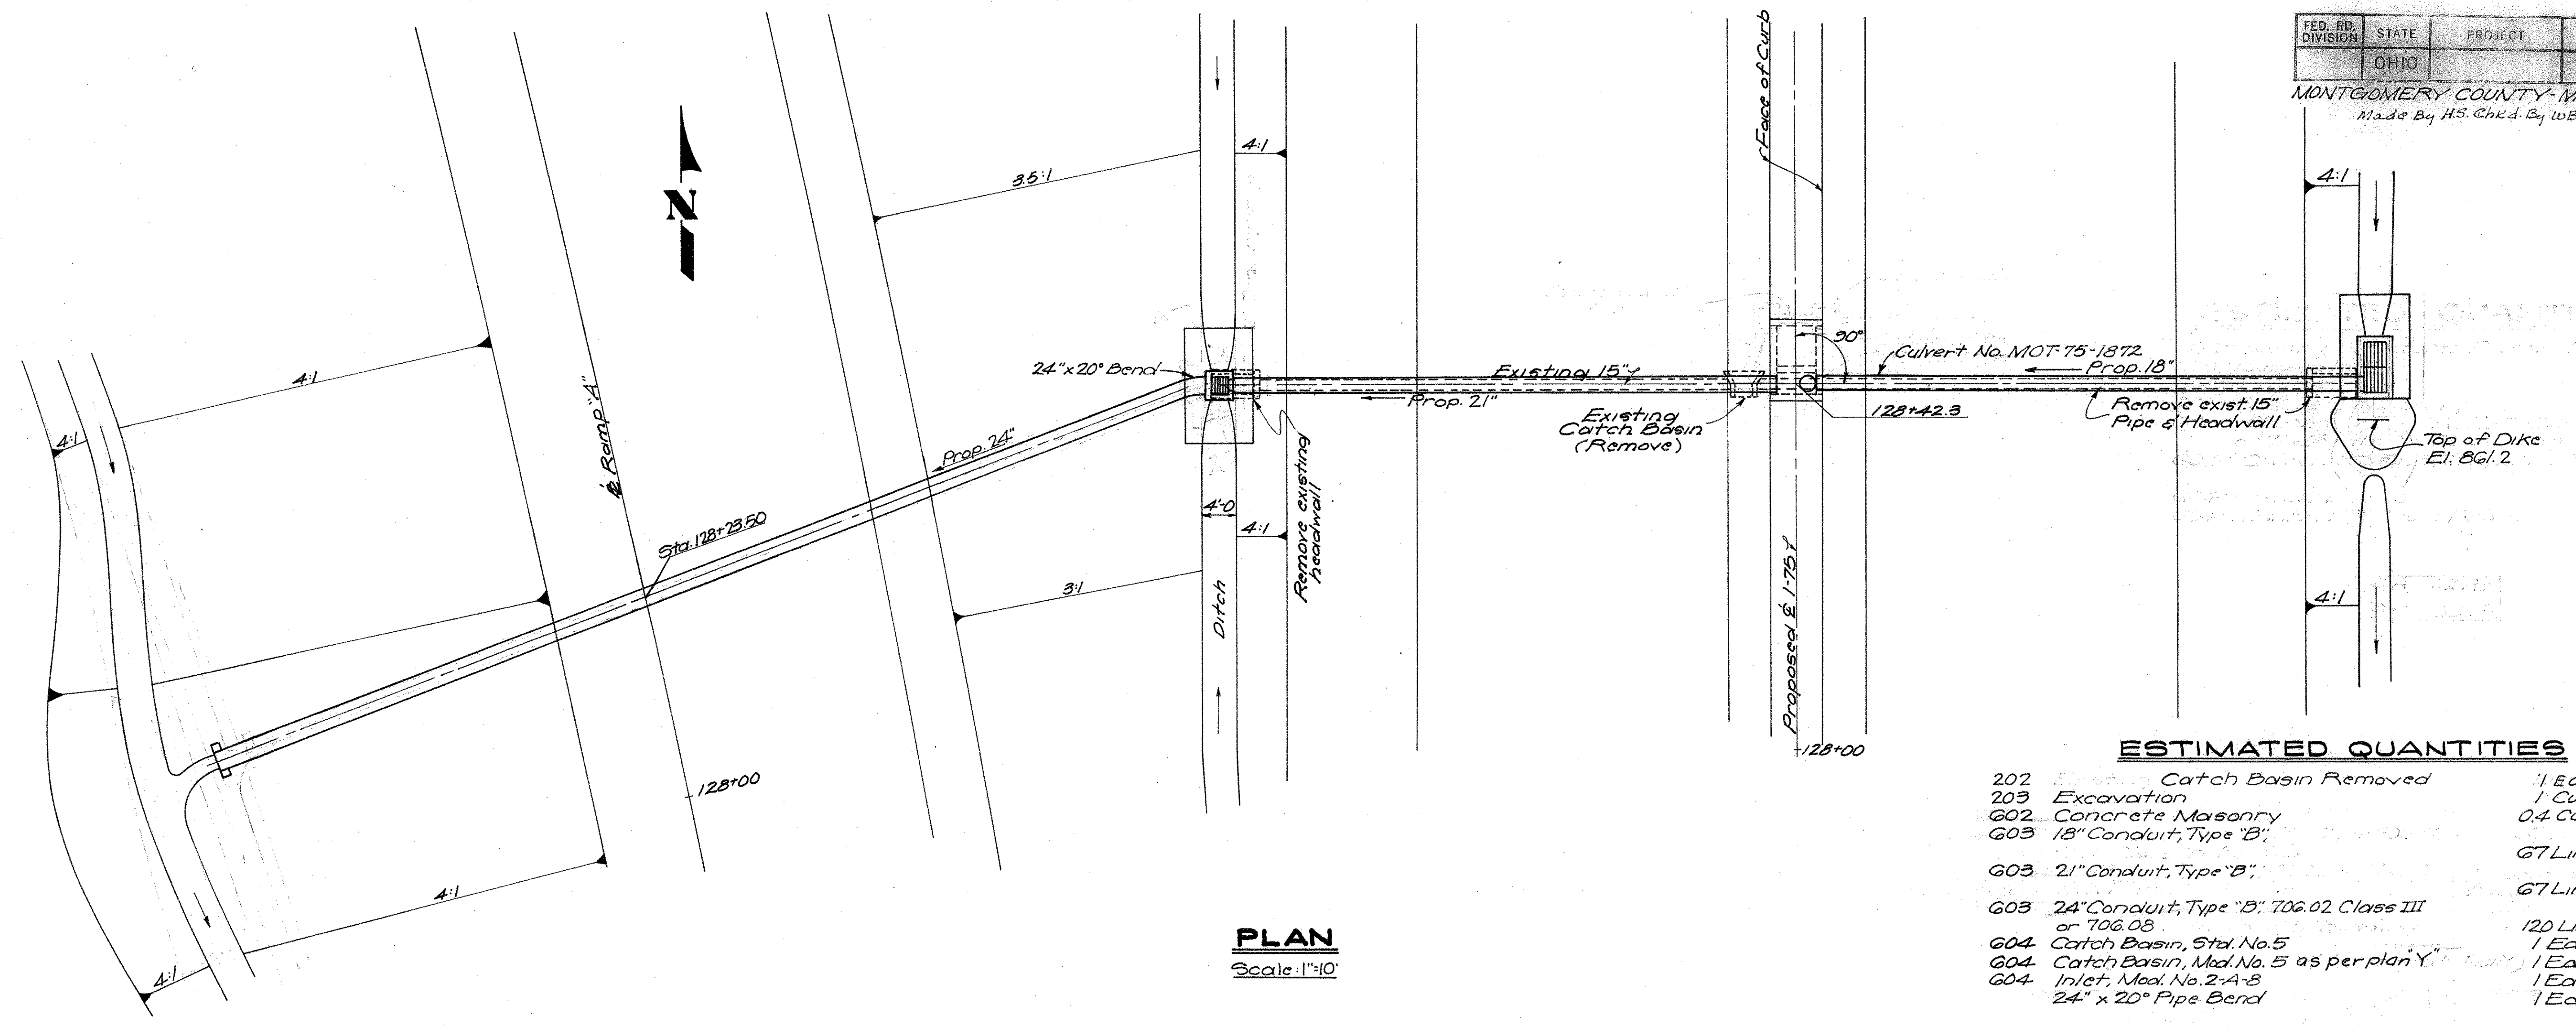 FED. RD. DIVISION STATE PROJECT
OHIO
MONTGOMERY COUNTY-M
Made By H.S. Chkd. By WB
Face of Curb
4:1
3.5:1
4:1
N
4:1
4:1
℄ Ramp "A"
24"x20° Bend
Existing 15"
Prop. 21"
90°
Culvert No. MOT-75-1872
Prop. 18"
128+42.3
Existing
Catch Basin
(Remove)
Remove exist. 15"
Pipe & Headwall
Top of Dike
El. 861.2
Prop. 24"
Sta. 128+23.50
4'-0
4:1
Remove existing
headwall
3:1
Ditch
Proposed ℄ I-75
4:1
128+00
128+00
4:1
4:1
PLAN
Scale: 1"=10'
ESTIMATED QUANTITIES
202 Catch Basin Removed 1 Ea
203 Excavation 1 Cu
602 Concrete Masonry 0.4 Cu
603 18" Conduit, Type "B",
67 Lin
603 21" Conduit, Type "B",
67 Lin
603 24" Conduit, Type "B", 706.02 Class III
or 706.08 120 Li
604 Catch Basin, Std. No. 5 1 Ea
604 Catch Basin, Mod. No. 5 as per plan "Y" 1 Ea
604 Inlet, Mod. No. 2-A-8 1 Ea
24" x 20° Pipe Bend 1 Ea